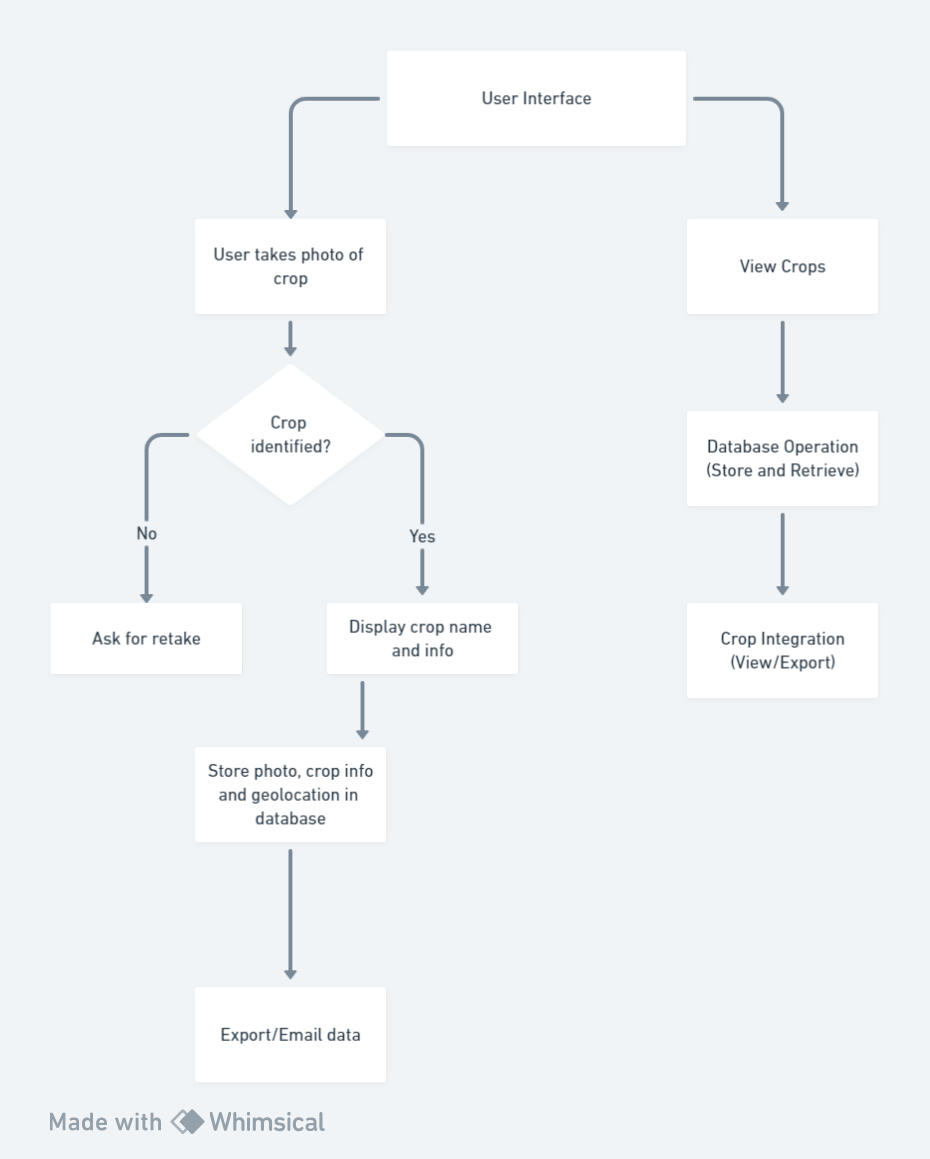 User Interface
User takes photo of
crop
View Crops
Crop
identified?
Database Operation
(Store and Retrieve)
No
Yes
Ask for retake
Display crop name
and info
Crop Integration
(View/Export)
Store photo, crop info
and geolocation in
database
Export/Email data
Made with Whimsical